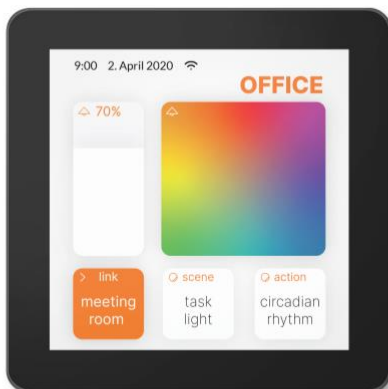 9:00 2. April 2020
OFFICE
70%
link
meeting
room
scene
task
light
action
circadian
rhythm